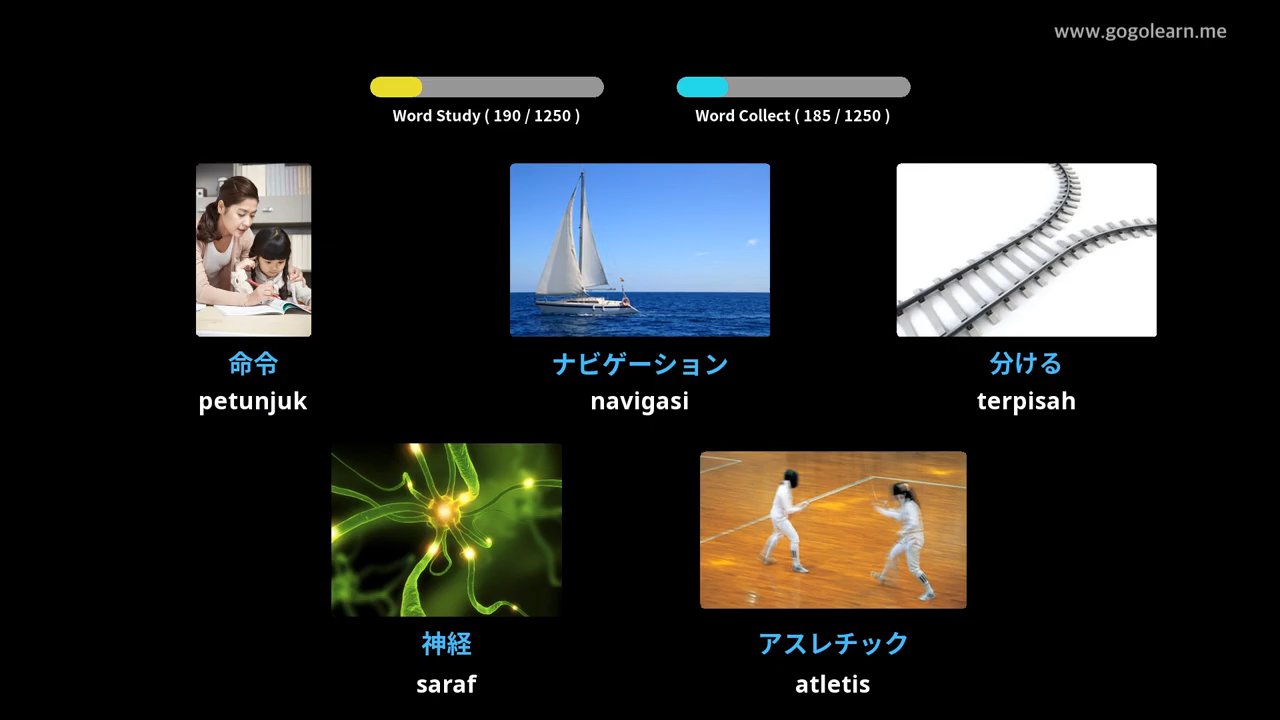 www.gogolearn.me
Word Study ( 190 / 1250 )
Word Collect ( 185 / 1250 )
命令
petunjuk
ナビゲーション
navigasi
分ける
terpisah
神経
saraf
アスレチック
atletis